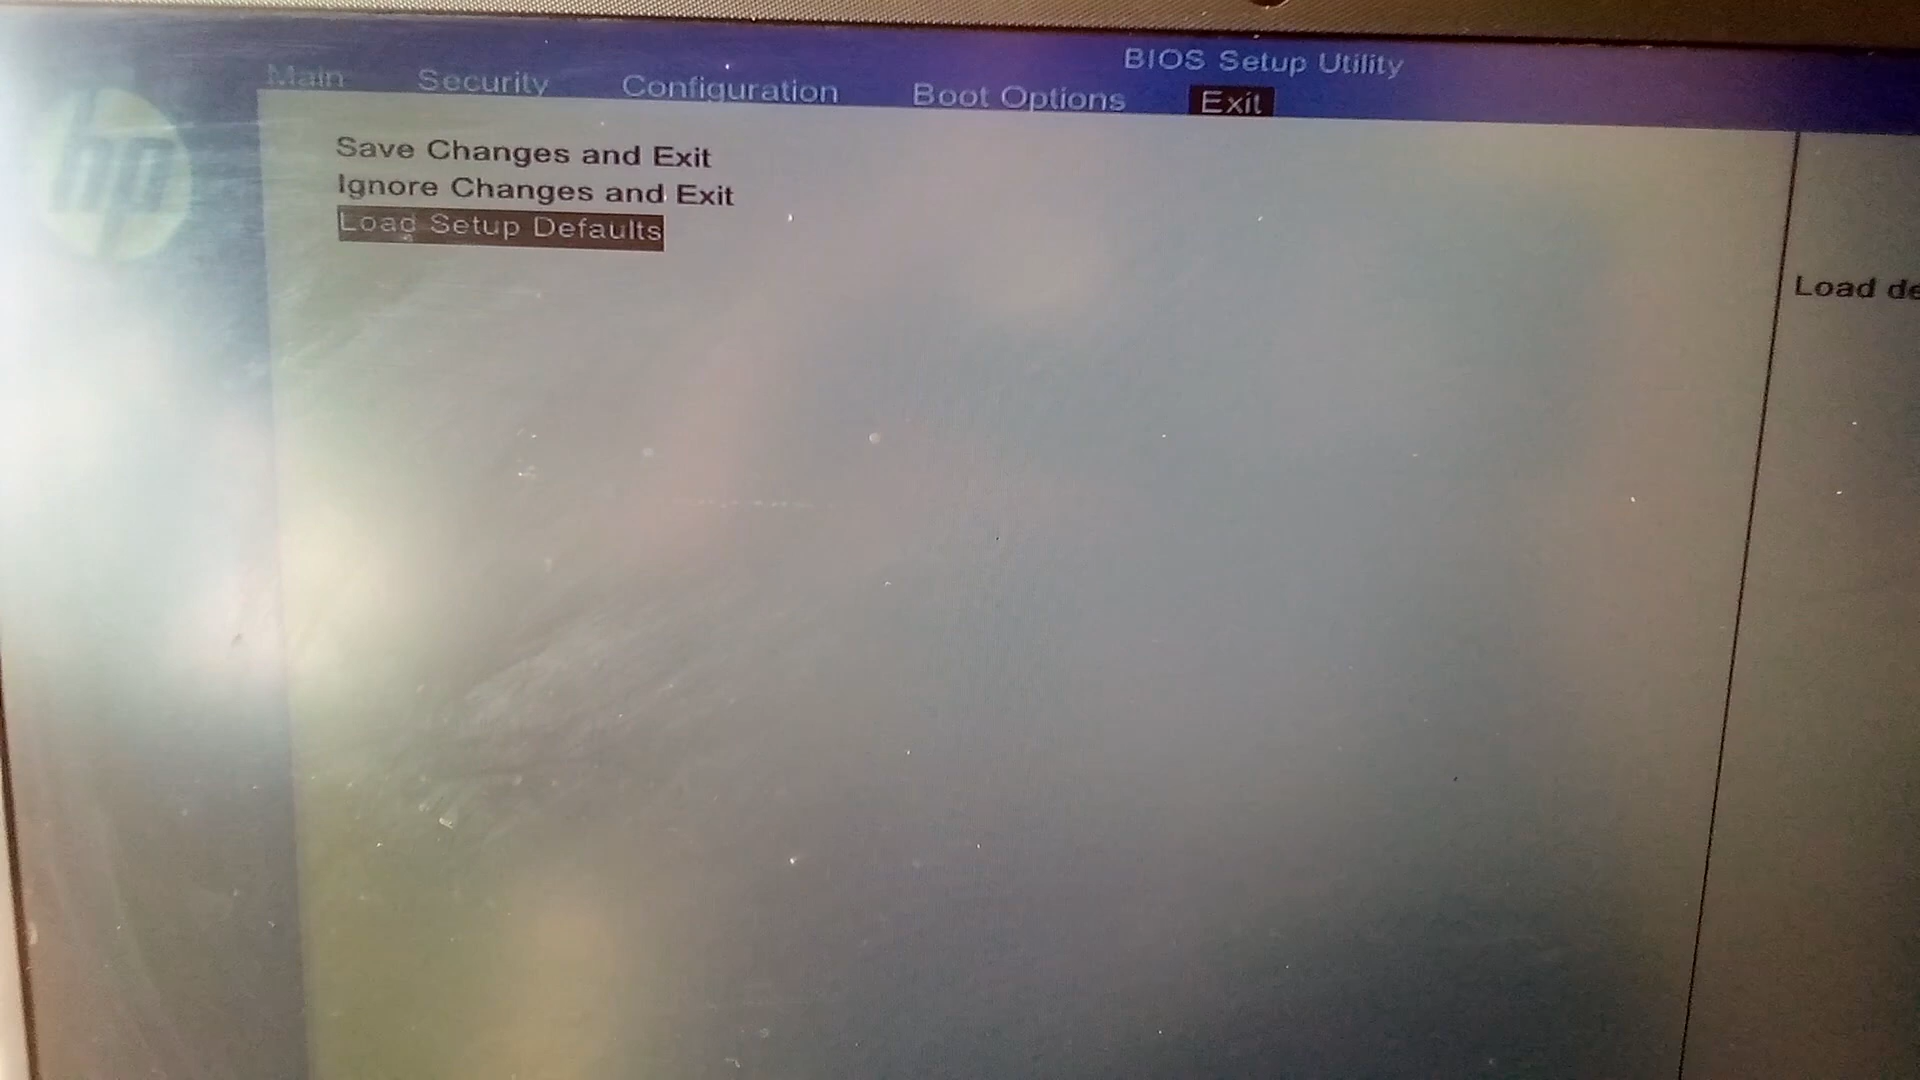 BIOS Setup Utility
Main Security Configuration Boot Options Exit
hp
Save Changes and Exit
Ignore Changes and Exit
Load Setup Defaults
Load de